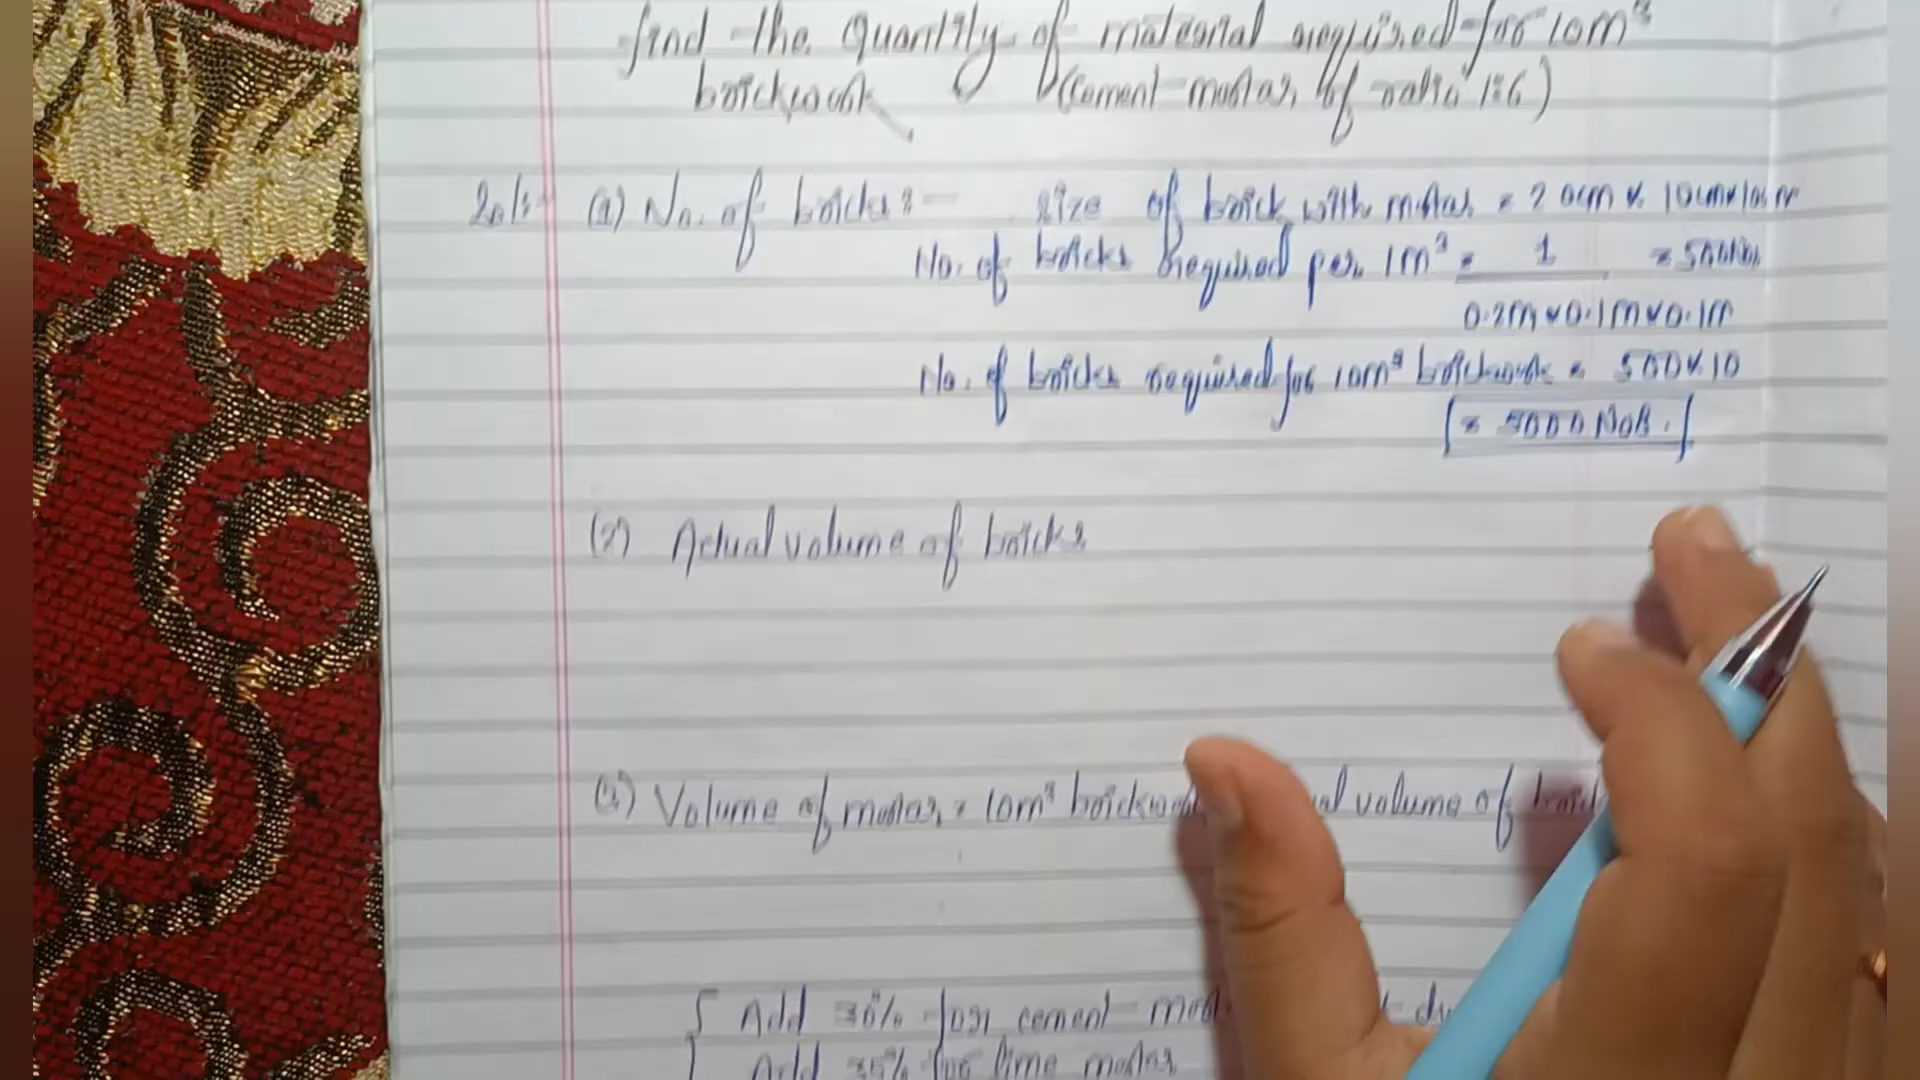 find the quantity of material required for 10m³
brickwork (cement mortar of ratio 1:6)
Sol:- (1) No. of bricks:- size of brick with mortar = 20cm x 10cm x 10cm
No. of bricks required per 1m³ = 1 = 500 Nos
0.2m x 0.1m x 0.1m
No. of bricks required for 10m³ brickwork = 500 x 10
= 5000 Nos.
(2) Actual volume of bricks
(3) Volume of mortar = 10m³ volume of
Add 30% for cement
Add 35% for lime mortar